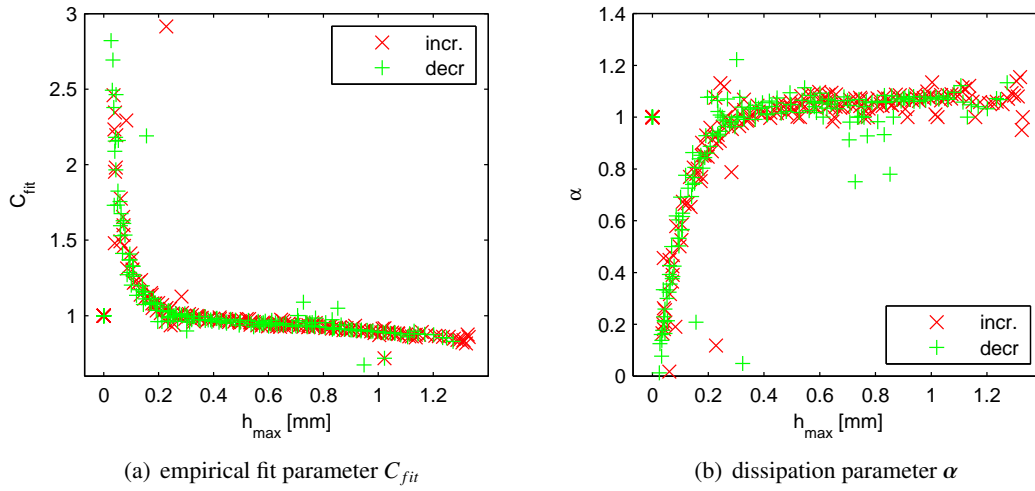 3
2.5
2
1.5
1
C_fit
0 0.2 0.4 0.6 0.8 1 1.2
h_max [mm]
incr.
decr
(a) empirical fit parameter C_fit
1.4
1.2
1
0.8
0.6
0.4
0.2
0
α
0 0.2 0.4 0.6 0.8 1 1.2
h_max [mm]
incr.
decr
(b) dissipation parameter α